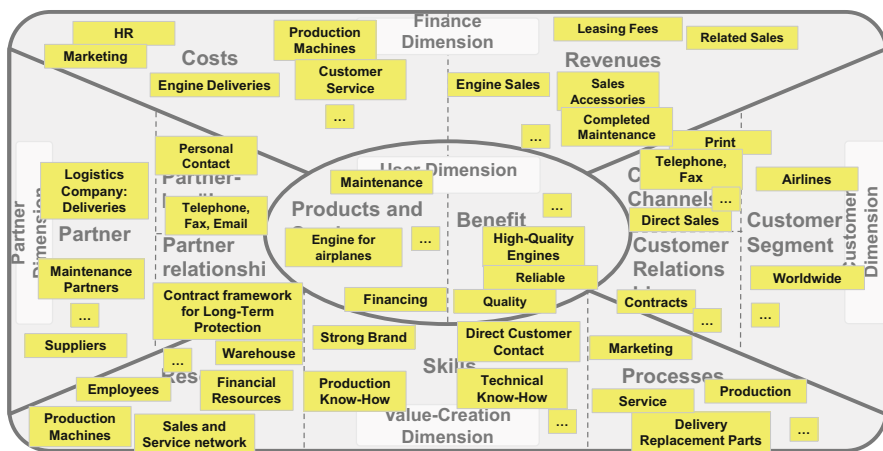 HR
Marketing
Costs
Engine Deliveries
Production
Machines
Customer
Service
...
Finance
Dimension
Leasing Fees
Related Sales
Revenues
Engine Sales
Sales
Accessories
Completed
Maintenance
...
Partner
Dimension
Logistics
Company:
Deliveries
Partner
Maintenance
Partners
...
Suppliers
Personal
Contact
Partner-
Telephone,
Fax, Email
Partner
relationshi
Contract framework
for Long-Term
Protection
User Dimension
Maintenance
Products and
Engine for
airplanes
...
Financing
...
Benefit
High-Quality
Engines
Reliable
Quality
Print
Telephone,
Fax
...
Channels
Direct Sales
Customer
Relations
Contracts
...
Airlines
Customer
Segment
Worldwide
...
Customer
Dimension
...
Warehouse
Employees
Financial
Resources
Production
Machines
Sales and
Service network
Strong Brand
Direct Customer
Contact
Skills
Production
Know-How
Technical
Know-How
...
Value-Creation
Dimension
Marketing
Processes
Service
Production
Delivery
Replacement Parts
...